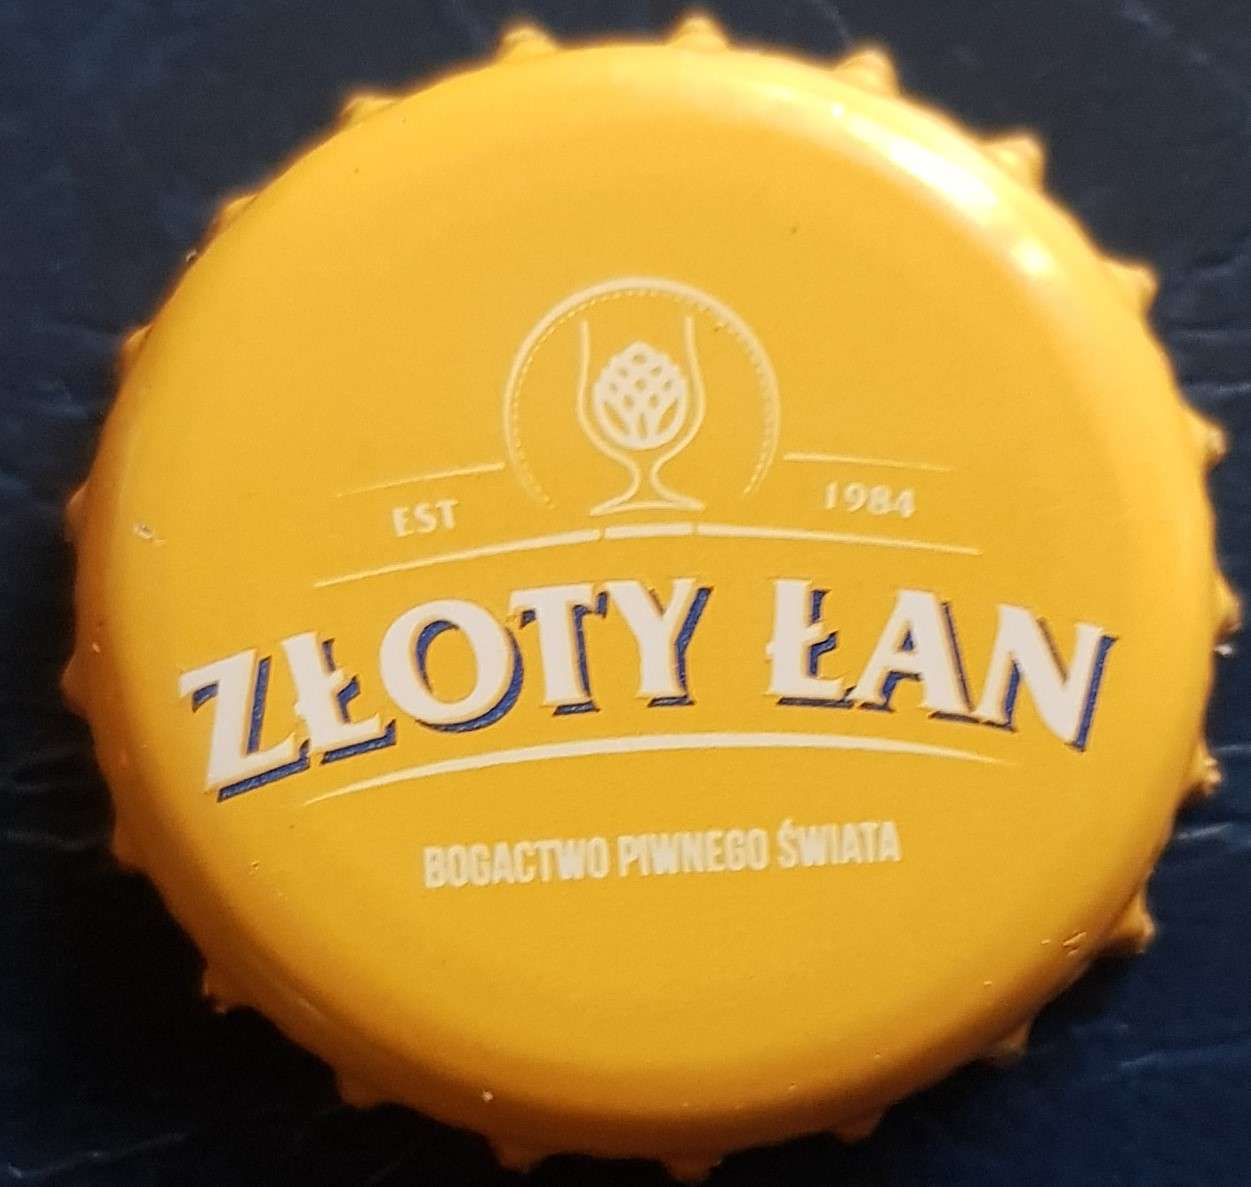 EST 1984
ZŁOTY ŁAN
BOGACTWO PIWNEGO ŚWIATA